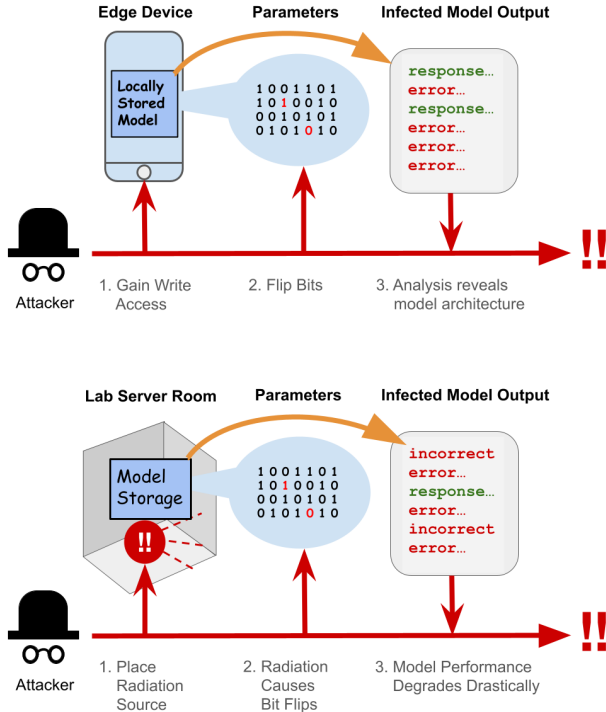 Edge Device
Parameters
Infected Model Output
Locally
Stored
Model
1 0 0 1 1 0 1
1 0 1 0 0 1 0
0 0 1 0 1 0 1
0 1 0 1 0 1 0
response…
error…
response…
error…
error…
error…
!!
Attacker
1. Gain Write
Access
2. Flip Bits
3. Analysis reveals
model architecture
Lab Server Room
Parameters
Infected Model Output
Model
Storage
!!
1 0 0 1 1 0 1
1 0 1 0 0 1 0
0 0 1 0 1 0 1
0 1 0 1 0 1 0
incorrect
error…
response…
error…
incorrect
error…
!!
Attacker
1. Place
Radiation
Source
2. Radiation
Causes
Bit Flips
3. Model Performance
Degrades Drastically